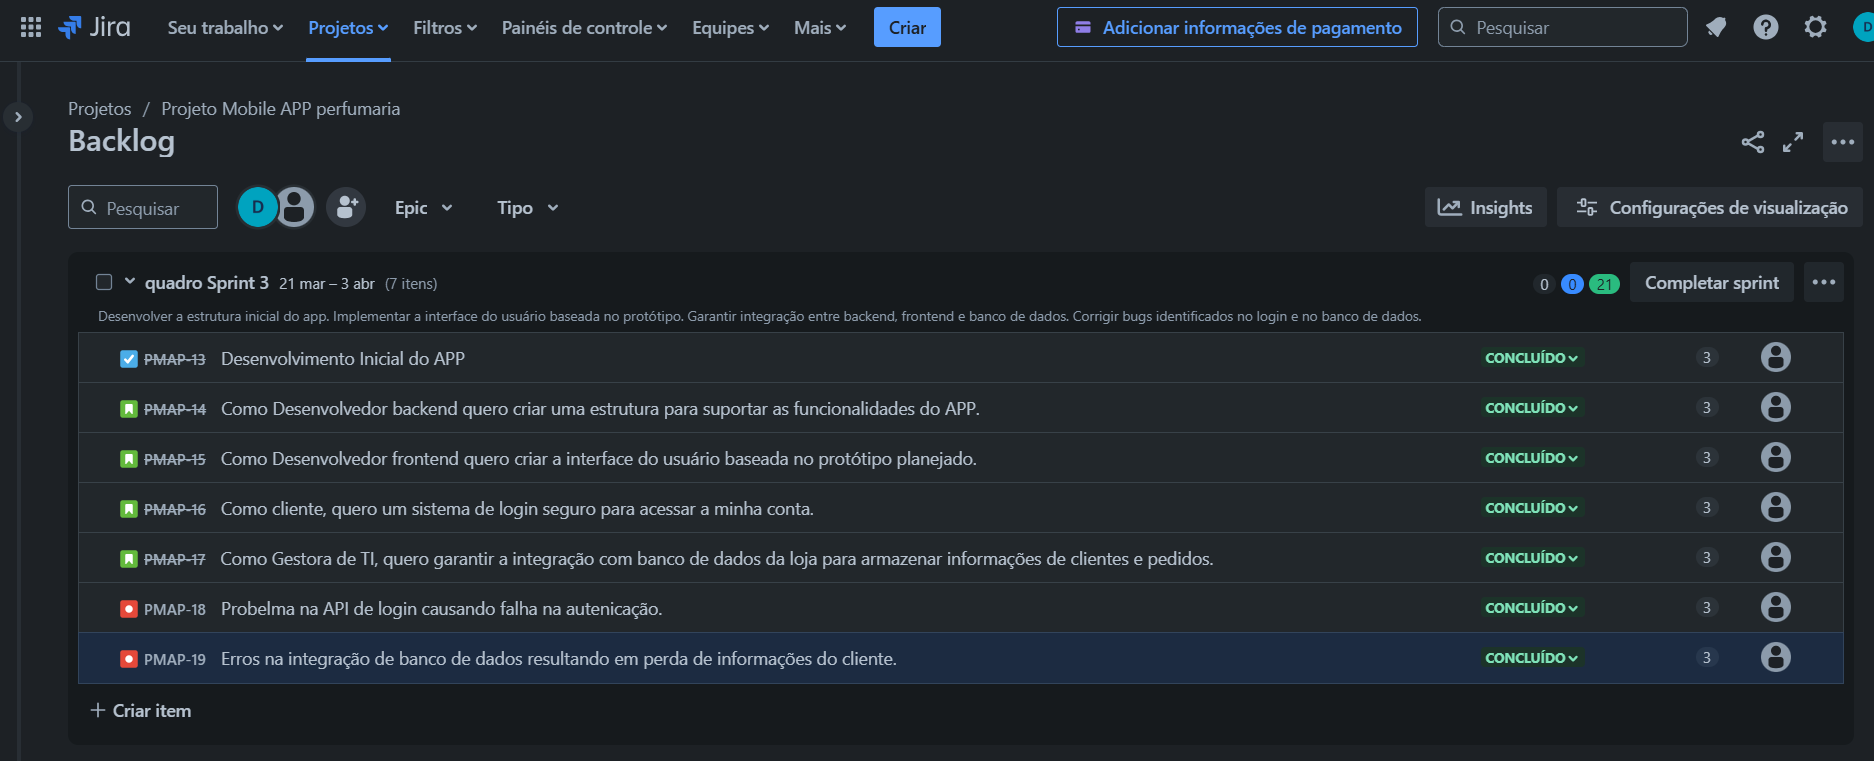 Jira Seu trabalho Projetos Filtros Painéis de controle Equipes Mais Criar Adicionar informações de pagamento Pesquisar D
Projetos / Projeto Mobile APP perfumaria
Backlog
Pesquisar D Epic Tipo Insights Configurações de visualização
quadro Sprint 3 21 mar – 3 abr (7 itens) 0 0 21 Completar sprint
Desenvolver a estrutura inicial do app. Implementar a interface do usuário baseada no protótipo. Garantir integração entre backend, frontend e banco de dados. Corrigir bugs identificados no login e no banco de dados.
PMAP-13 Desenvolvimento Inicial do APP CONCLUÍDO 3
PMAP-14 Como Desenvolvedor backend quero criar uma estrutura para suportar as funcionalidades do APP. CONCLUÍDO 3
PMAP-15 Como Desenvolvedor frontend quero criar a interface do usuário baseada no protótipo planejado. CONCLUÍDO 3
PMAP-16 Como cliente, quero um sistema de login seguro para acessar a minha conta. CONCLUÍDO 3
PMAP-17 Como Gestora de TI, quero garantir a integração com banco de dados da loja para armazenar informações de clientes e pedidos. CONCLUÍDO 3
PMAP-18 Probelma na API de login causando falha na autenicação. CONCLUÍDO 3
PMAP-19 Erros na integração de banco de dados resultando em perda de informações do cliente. CONCLUÍDO 3
+ Criar item